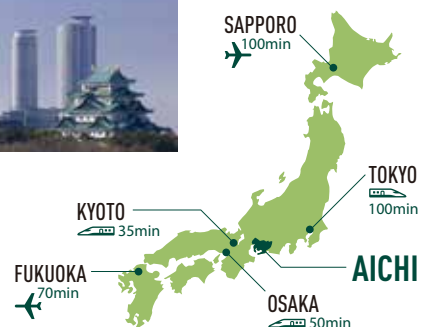 SAPPORO
100min
TOKYO
100min
KYOTO
35min
AICHI
FUKUOKA
70min
OSAKA
50min